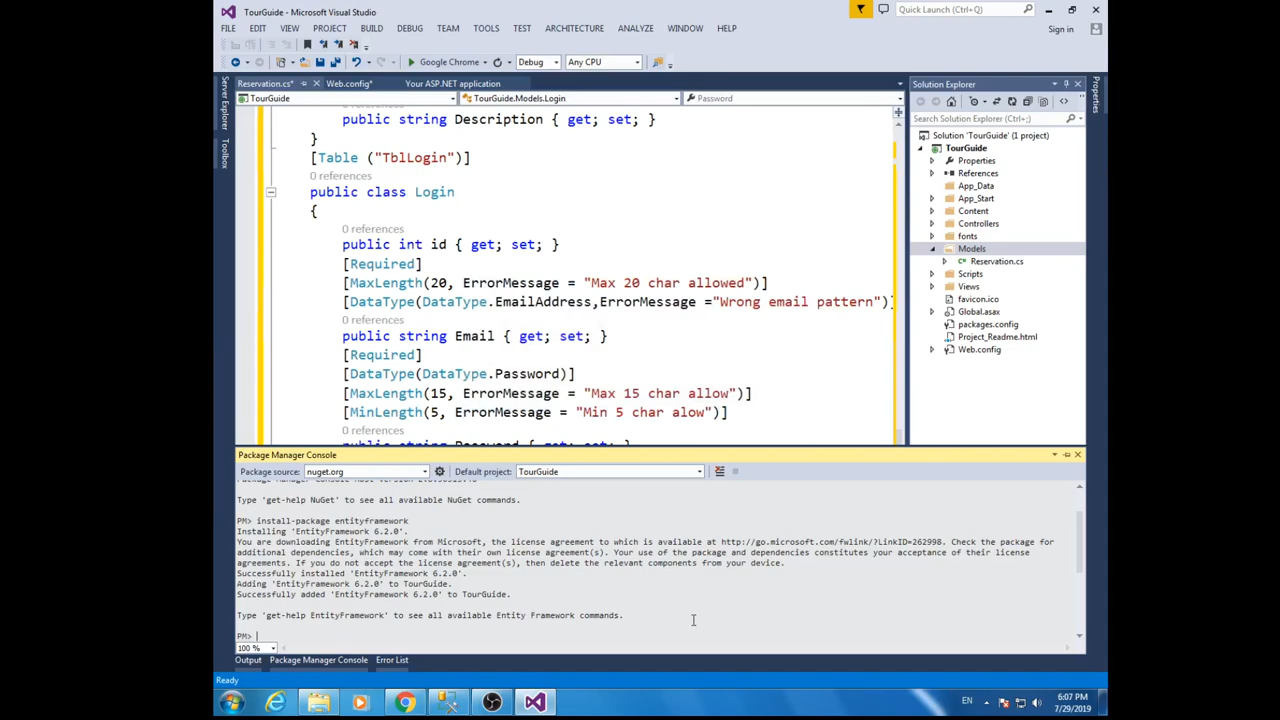 TourGuide - Microsoft Visual Studio
Quick Launch (Ctrl+Q)
FILE EDIT VIEW PROJECT BUILD DEBUG TEAM TOOLS TEST ARCHITECTURE ANALYZE WINDOW HELP
Sign in
Google Chrome Debug Any CPU
Server Explorer
Toolbox
Reservation.cs* Web.config* Your ASP.NET application
TourGuide TourGuide.Models.Login Password
public string Description { get; set; }
}
[Table ("TblLogin")]
0 references
public class Login
{
0 references
public int id { get; set; }
[Required]
[MaxLength(20, ErrorMessage = "Max 20 char allowed")]
[DataType(DataType.EmailAddress,ErrorMessage ="Wrong email pattern")]
0 references
public string Email { get; set; }
[Required]
[DataType(DataType.Password)]
[MaxLength(15, ErrorMessage = "Max 15 char allow")]
[MinLength(5, ErrorMessage = "Min 5 char alow")]
0 references
public string Password { get; set; }
Solution Explorer
Search Solution Explorer (Ctrl+;)
Solution 'TourGuide' (1 project)
TourGuide
Properties
References
App_Data
App_Start
Content
Controllers
fonts
Models
Reservation.cs
Scripts
Views
favicon.ico
Global.asax
packages.config
Project_Readme.html
Web.config
Properties
Package Manager Console
Package source: nuget.org Default project: TourGuide
Type 'get-help NuGet' to see all available NuGet commands.
PM> install-package entityframework
Installing 'EntityFramework 6.2.0'.
You are downloading EntityFramework from Microsoft, the license agreement to which is available at http://go.microsoft.com/fwlink/?LinkID=262998. Check the package for
additional dependencies, which may come with their own license agreement(s). Your use of the package and dependencies constitutes your acceptance of their license
agreements. If you do not accept the license agreement(s), then delete the relevant components from your device.
Successfully installed 'EntityFramework 6.2.0'.
Adding 'EntityFramework 6.2.0' to TourGuide.
Successfully added 'EntityFramework 6.2.0' to TourGuide.
Type 'get-help EntityFramework' to see all available Entity Framework commands.
PM>
100 %
Output Package Manager Console Error List
Ready
EN
6:07 PM
7/29/2019